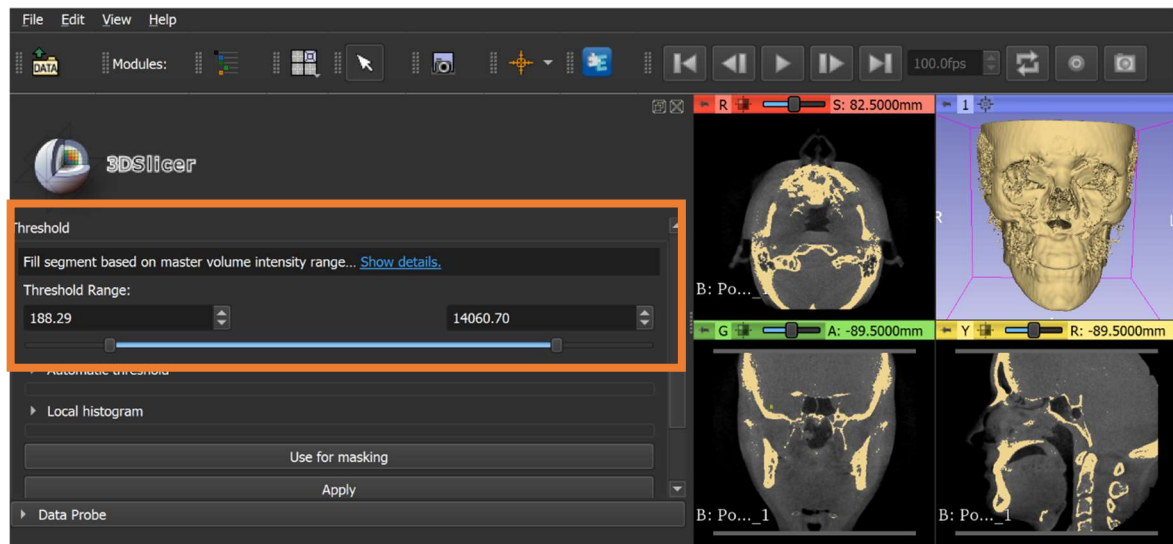 File Edit View Help
DATA Modules: 100.0fps
R S: 82.5000mm
1
3DSlicer
Threshold
Fill segment based on master volume intensity range... Show details.
Threshold Range:
188.29 14060.70
Automatic threshold
Local histogram
Use for masking
Apply
Data Probe
B: Po..._1
R
L
G A: -89.5000mm
Y R: -89.5000mm
B: Po..._1
B: Po..._1